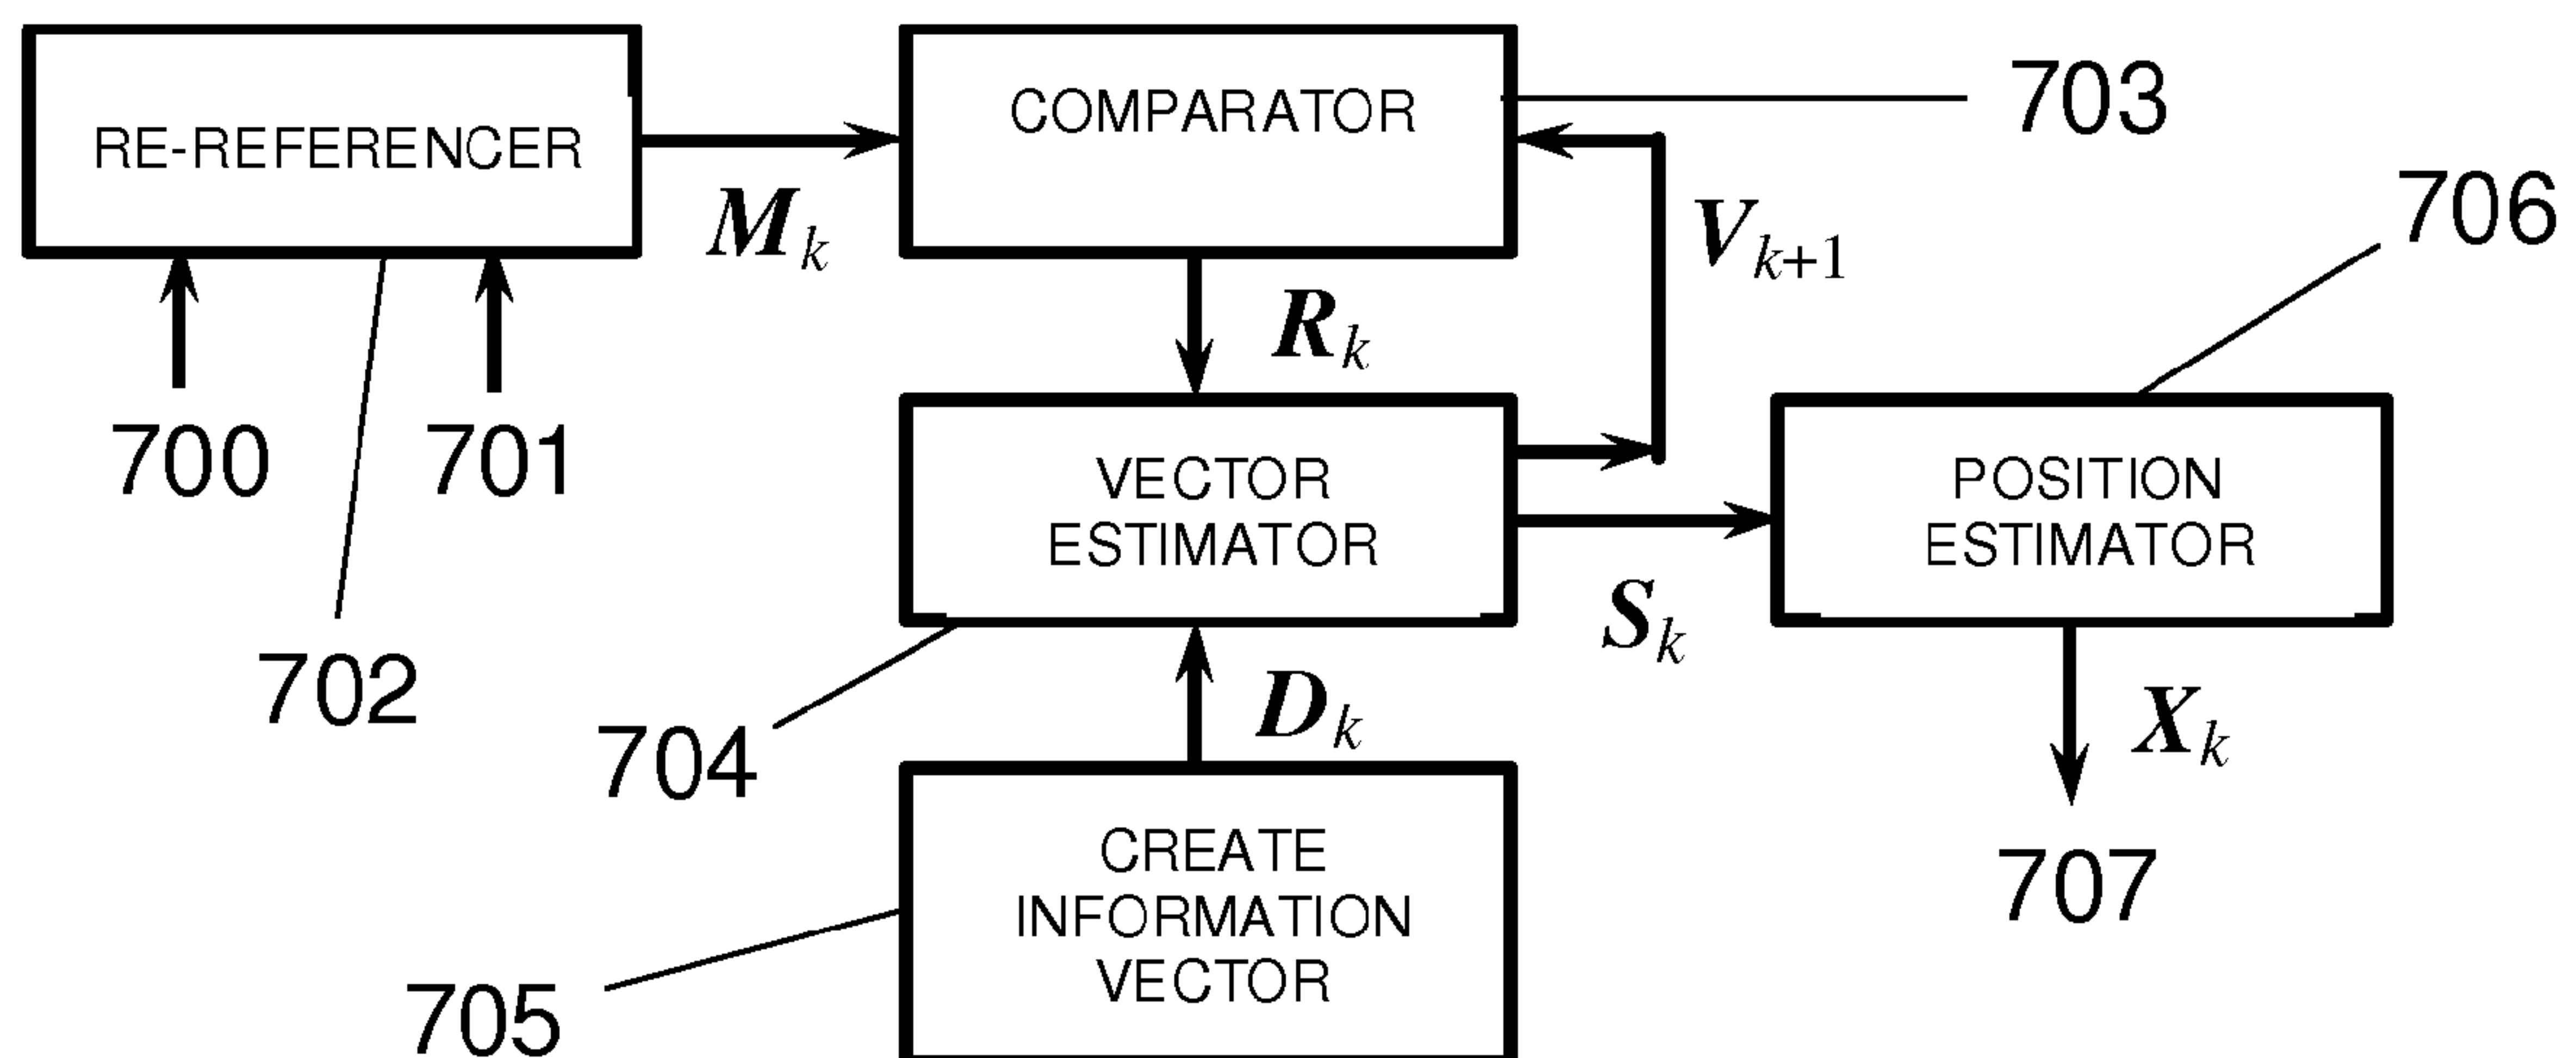 RE-REFERENCER
COMPARATOR
703
M_k
V_{k+1}
706
R_k
700
701
VECTOR
ESTIMATOR
POSITION
ESTIMATOR
S_k
702
704
D_k
X_k
CREATE
INFORMATION
VECTOR
707
705